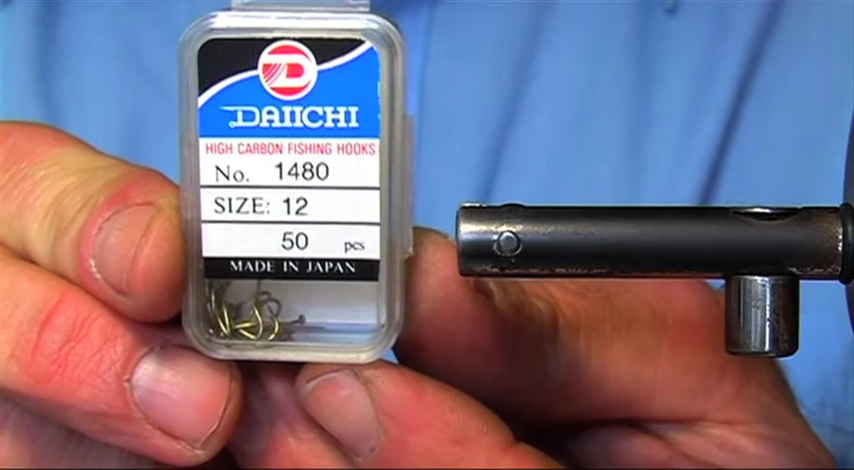 DAIICHI
HIGH CARBON FISHING HOOKS
No. 1480
SIZE: 12
50 pcs
MADE IN JAPAN